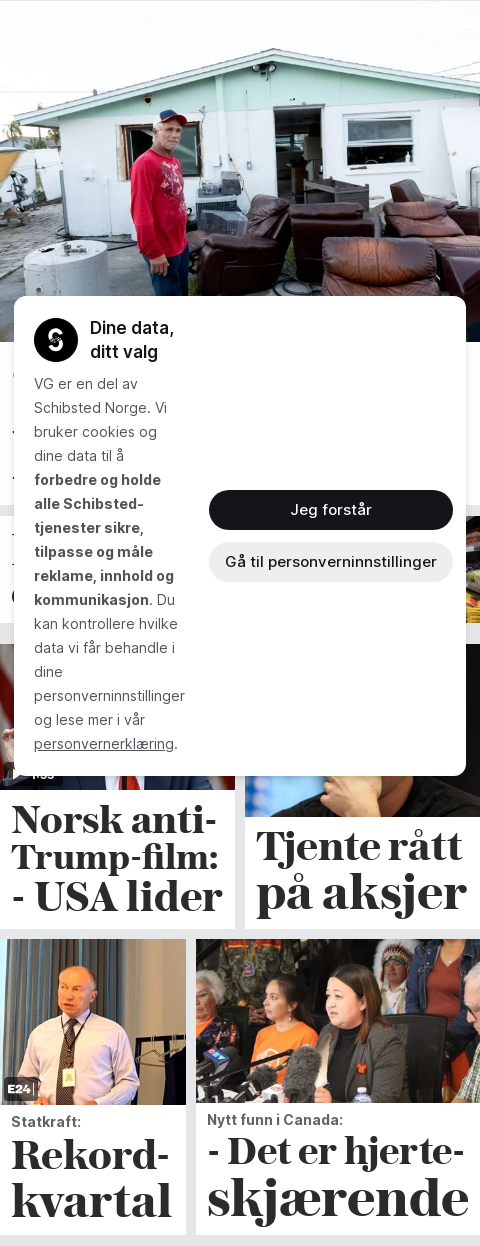 Dine data,
ditt valg
VG er en del av
Schibsted Norge. Vi
bruker cookies og
dine data til å
forbedre og holde
alle Schibsted-
tjenester sikre,
tilpasse og måle
reklame, innhold og
kommunikasjon. Du
kan kontrollere hvilke
data vi får behandle i
dine
personverninnstillinger
og lese mer i vår
personvernerklæring.
Jeg forstår
Gå til personverninnstillinger
Norsk anti-
Trump-film:
- USA lider
Tjente rått
på aksjer
E24
Statkraft:
Rekord-
kvartal
Nytt funn i Canada:
- Det er hjerte-
skjærende